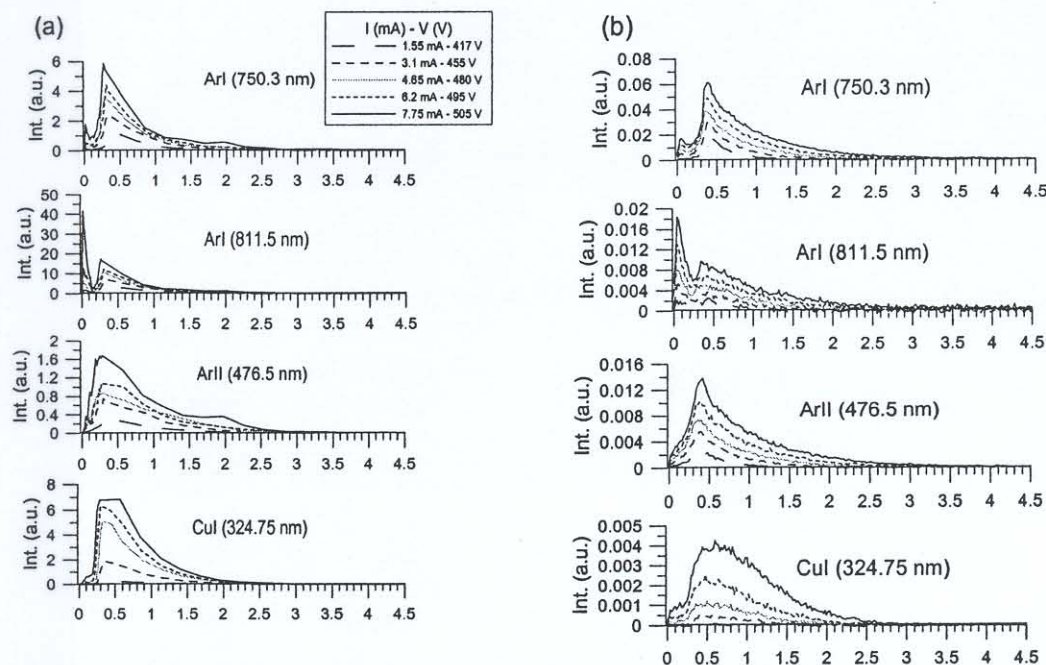 (a)
I (mA) - V (V)
1.55 mA - 417 V
3.1 mA - 455 V
4.65 mA - 480 V
6.2 mA - 495 V
7.75 mA - 505 V
6
4
2
0
Int. (a.u.)
ArI (750.3 nm)
0 0.5 1 1.5 2 2.5 3 3.5 4 4.5
50
40
30
20
10
0
Int. (a.u.)
ArI (811.5 nm)
0 0.5 1 1.5 2 2.5 3 3.5 4 4.5
2
1.6
1.2
0.8
0.4
0
Int. (a.u.)
ArII (476.5 nm)
0 0.5 1 1.5 2 2.5 3 3.5 4 4.5
8
6
4
2
0
Int. (a.u.)
CuI (324.75 nm)
0 0.5 1 1.5 2 2.5 3 3.5 4 4.5
(b)
0.08
0.06
0.04
0.02
0
Int. (a.u.)
ArI (750.3 nm)
0 0.5 1 1.5 2 2.5 3 3.5 4 4.5
0.02
0.016
0.012
0.008
0.004
0
Int. (a.u.)
ArI (811.5 nm)
0 0.5 1 1.5 2 2.5 3 3.5 4 4.5
0.016
0.012
0.008
0.004
0
Int. (a.u.)
ArII (476.5 nm)
0 0.5 1 1.5 2 2.5 3 3.5 4 4.5
0.005
0.004
0.003
0.002
0.001
0
Int. (a.u.)
CuI (324.75 nm)
0 0.5 1 1.5 2 2.5 3 3.5 4 4.5